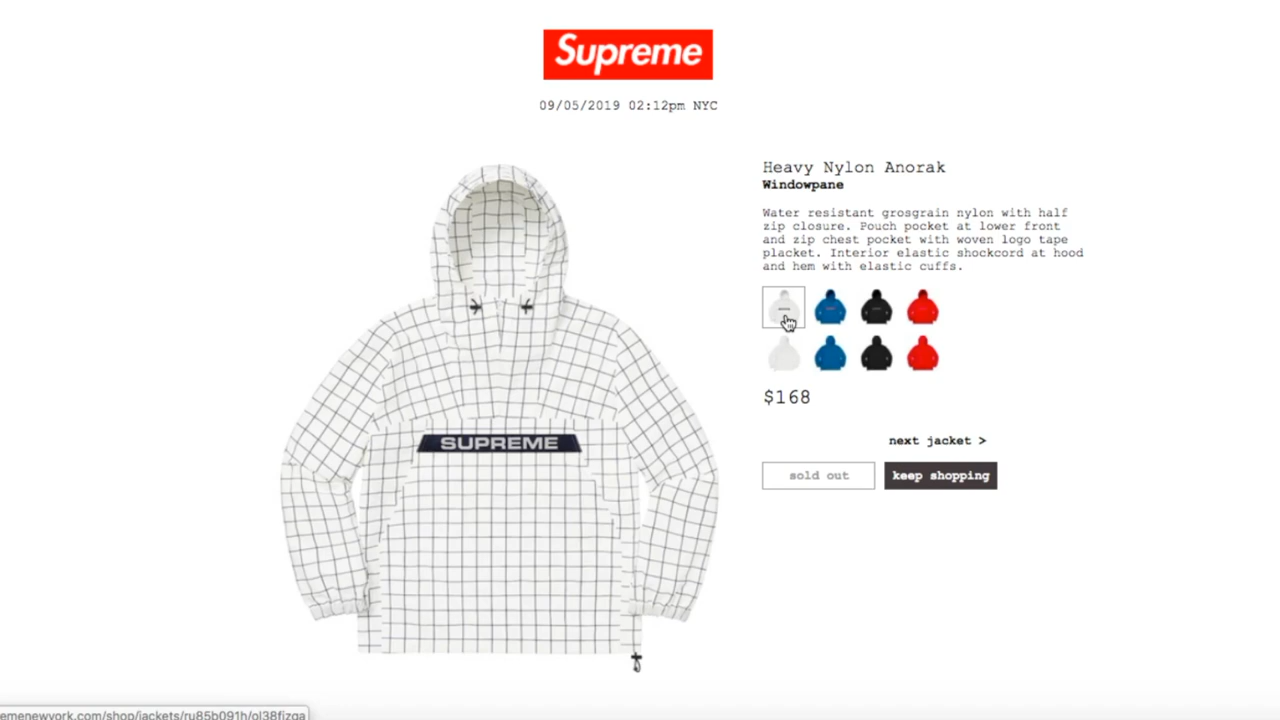 Supreme
09/05/2019 02:12pm NYC
Heavy Nylon Anorak
Windowpane
Water resistant grosgrain nylon with half
zip closure. Pouch pocket at lower front
and zip chest pocket with woven logo tape
placket. Interior elastic shockcord at hood
and hem with elastic cuffs.
$168
next jacket >
sold out
keep shopping
SUPREME
emenewyork.com/shop/jackets/ru85b091h/ol38fizqa